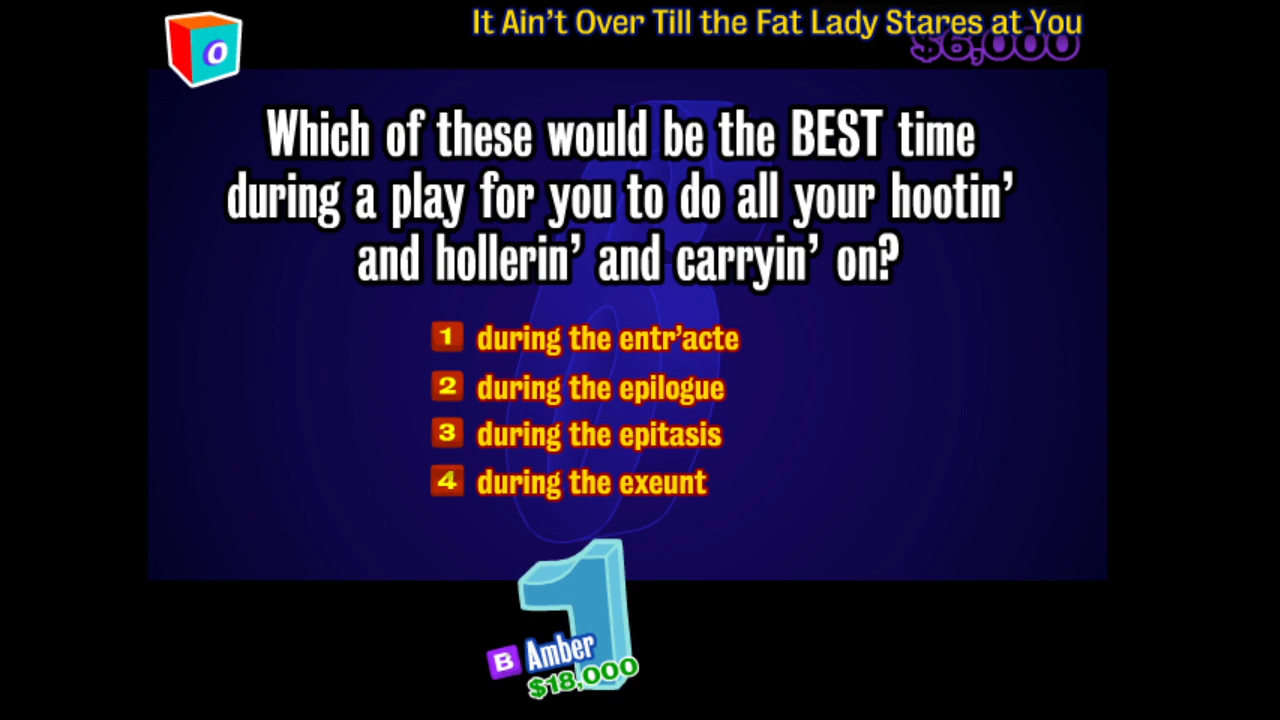 It Ain't Over Till the Fat Lady Stares at You
$6,000
O
Which of these would be the BEST time
during a play for you to do all your hootin'
and hollerin' and carryin' on?
1 during the entr'acte
2 during the epilogue
3 during the epitasis
4 during the exeunt
1
B Amber
$18,000